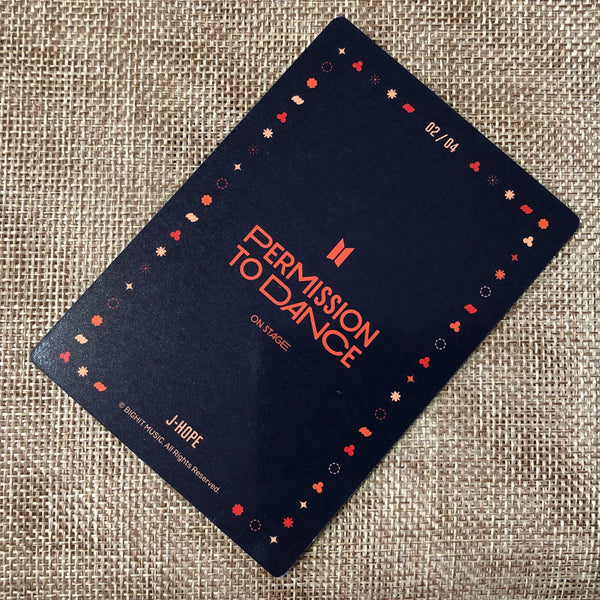 02/04
PERMISSION
TO DANCE
ON STAGE
J-HOPE
© BIGHIT MUSIC. All Rights Reserved.